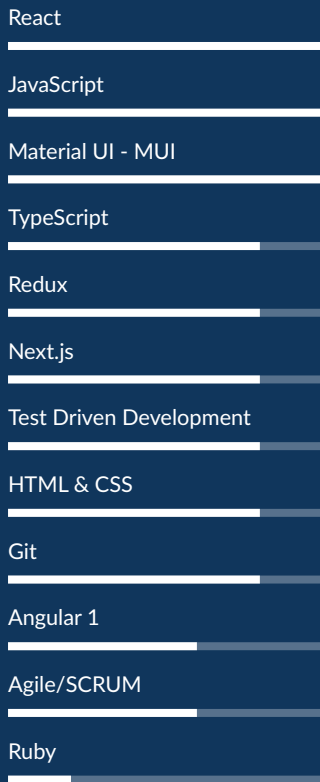 React
JavaScript
Material UI - MUI
TypeScript
Redux
Next.js
Test Driven Development
HTML & CSS
Git
Angular 1
Agile/SCRUM
Ruby